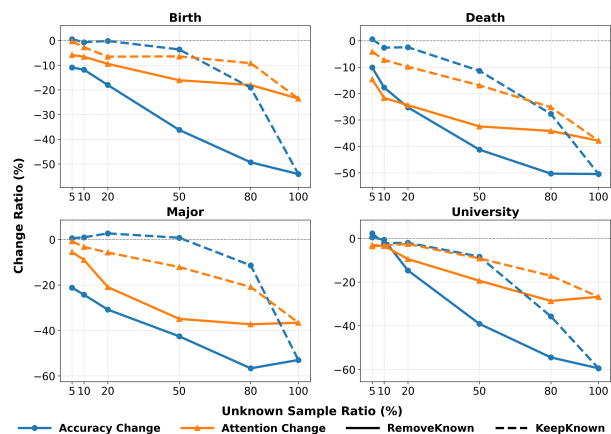 Birth
Death
0
−10
−20
−30
−40
−50
5 10 20 50 80 100
0
−10
−20
−30
−40
−50
5 10 20 50 80 100
Change Ratio (%)
Major
University
0
−20
−40
−60
5 10 20 50 80 100
0
−20
−40
−60
5 10 20 50 80 100
Unknown Sample Ratio (%)
Accuracy Change Attention Change RemoveKnown KeepKnown